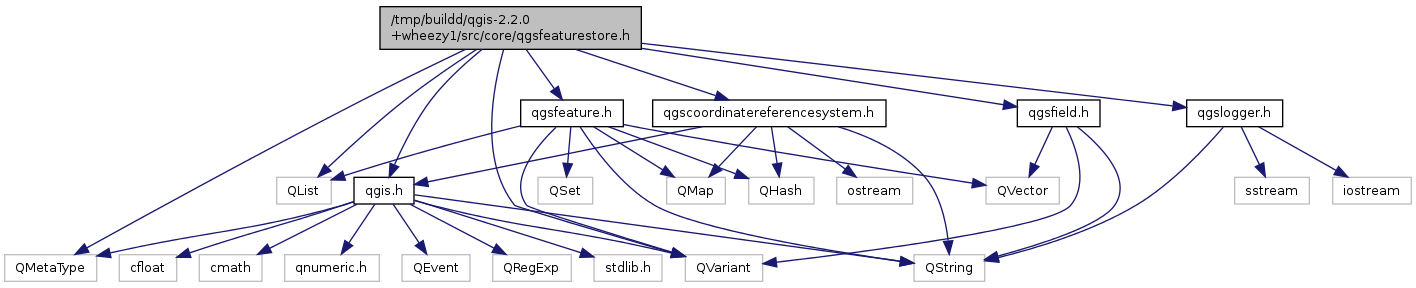 /tmp/buildd/qgis-2.2.0
+wheezy1/src/core/qgsfeaturestore.h
qgsfeature.h
qgscoordinatereferencesystem.h
qgsfield.h
qgslogger.h
QList
qgis.h
QSet
QMap
QHash
ostream
QVector
sstream
iostream
QMetaType
cfloat
cmath
qnumeric.h
QEvent
QRegExp
stdlib.h
QVariant
QString